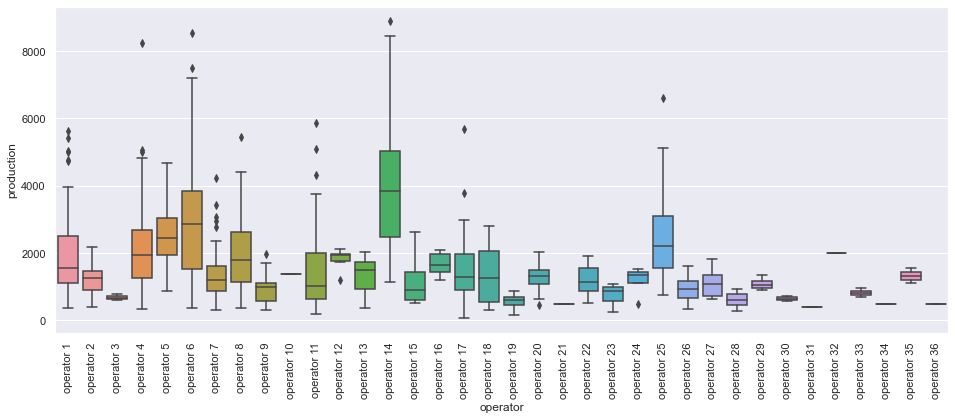 production
8000
6000
4000
2000
0
operator 1
operator 2
operator 3
operator 4
operator 5
operator 6
operator 7
operator 8
operator 9
operator 10
operator 11
operator 12
operator 13
operator 14
operator 15
operator 16
operator 17
operator 18
operator 19
operator 20
operator 21
operator 22
operator 23
operator 24
operator 25
operator 26
operator 27
operator 28
operator 29
operator 30
operator 31
operator 32
operator 33
operator 34
operator 35
operator 36
operator